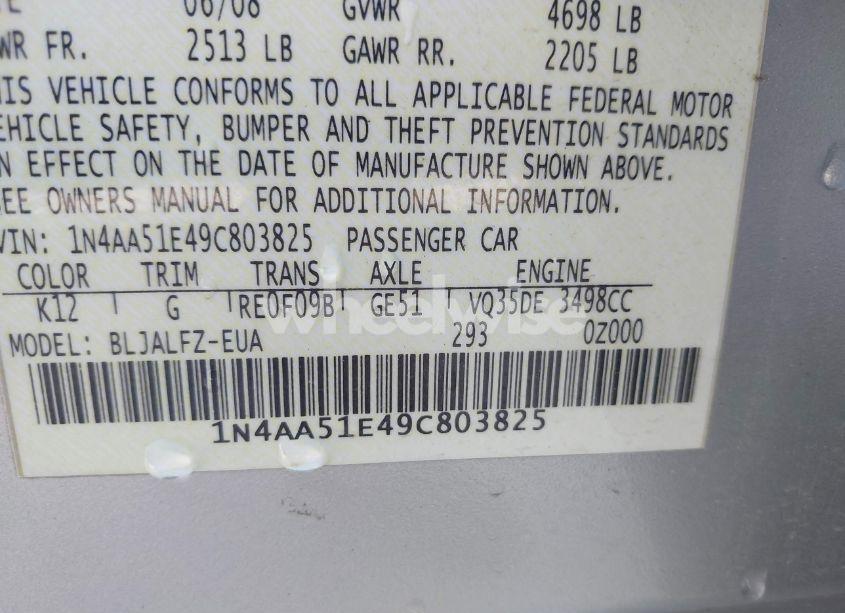 06/08 GVWR 4698 LB
WR FR. 2513 LB GAWR RR. 2205 LB
HIS VEHICLE CONFORMS TO ALL APPLICABLE FEDERAL MOTOR
EHICLE SAFETY, BUMPER AND THEFT PREVENTION STANDARDS
N EFFECT ON THE DATE OF MANUFACTURE SHOWN ABOVE.
SEE OWNERS MANUAL FOR ADDITIONAL INFORMATION.
VIN: 1N4AA51E49C803825 PASSENGER CAR
COLOR TRIM TRANS AXLE ENGINE
K12 G RE0F09B GE51 VQ35DE 3498CC
MODEL: BLJALFZ-EUA 293 0Z000
1N4AA51E49C803825
wheelwise